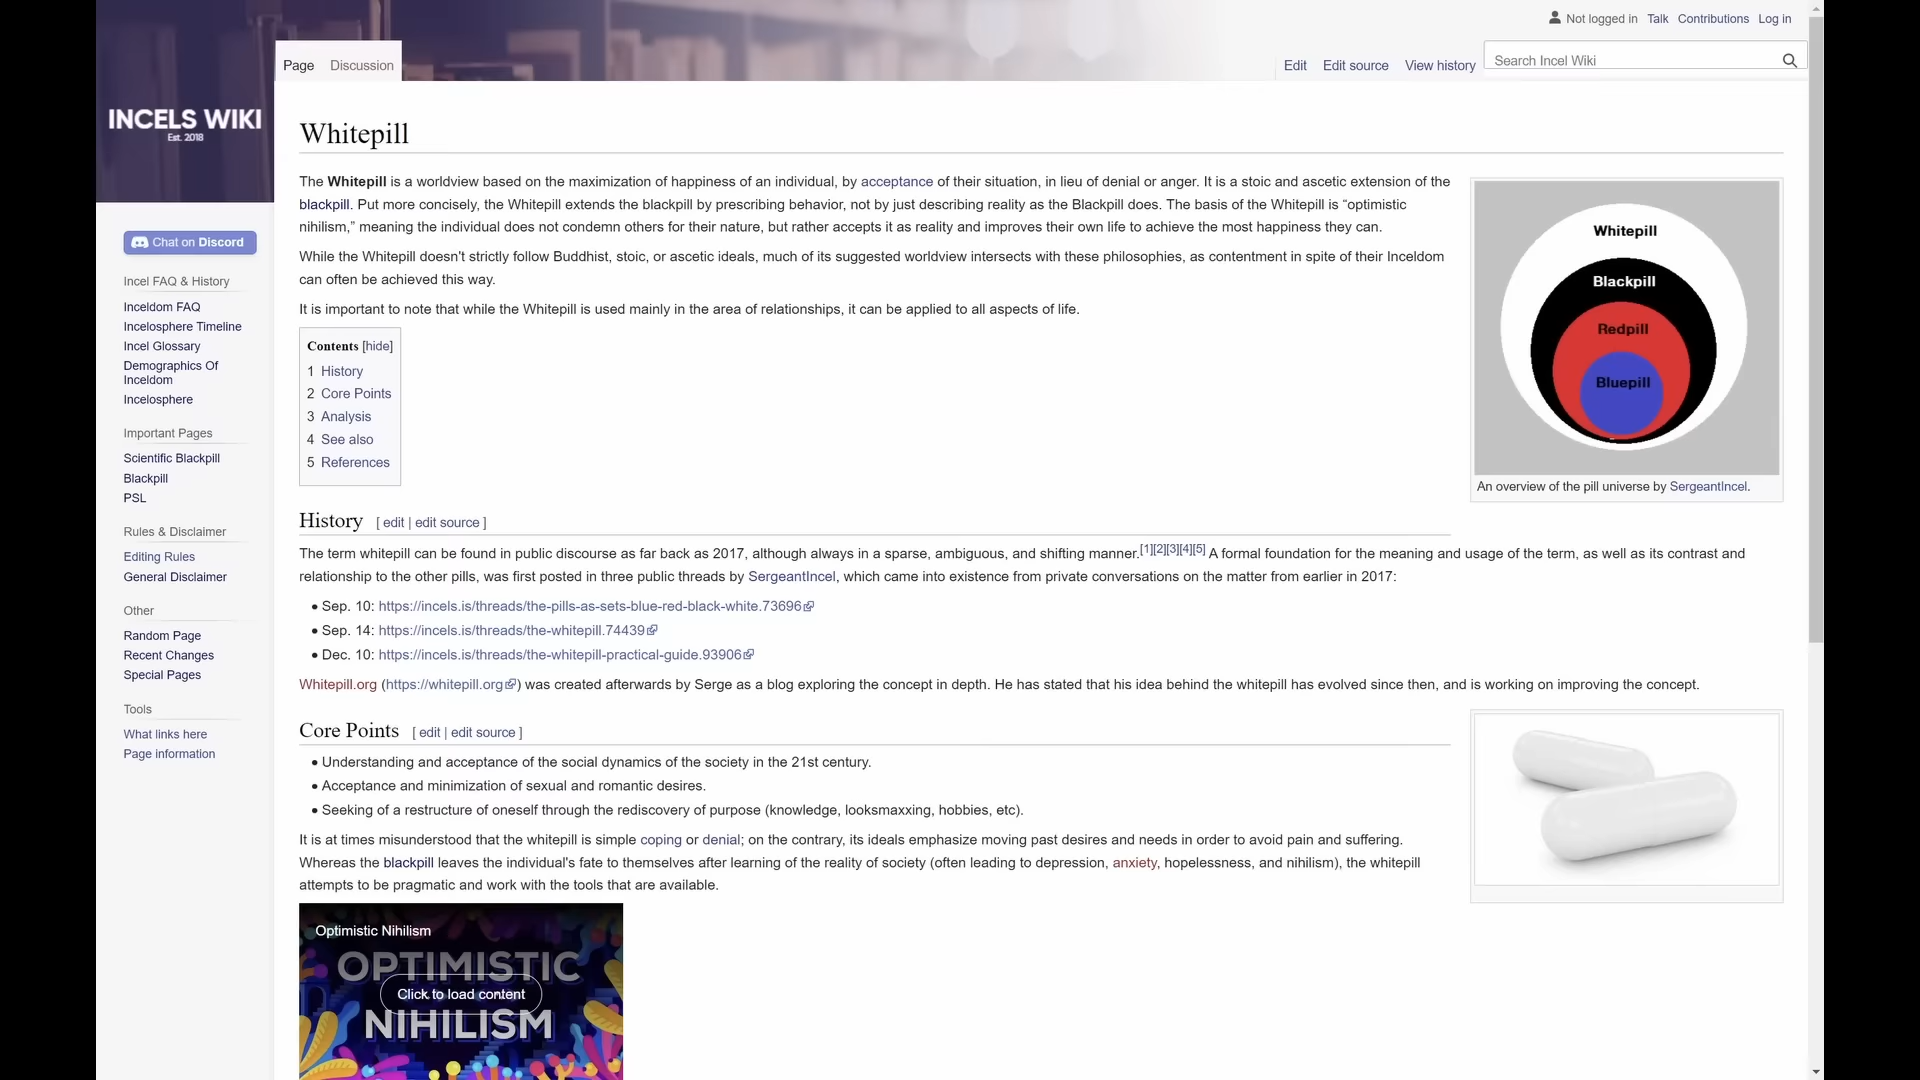 Not logged in Talk Contributions Log in
Page Discussion
Edit Edit source View history Search Incel Wiki
INCELS WIKI
Est. 2018
Chat on Discord
Incel FAQ & History
Inceldom FAQ
Incelosphere Timeline
Incel Glossary
Demographics Of
Inceldom
Incelosphere
Important Pages
Scientific Blackpill
Blackpill
PSL
Rules & Disclaimer
Editing Rules
General Disclaimer
Other
Random Page
Recent Changes
Special Pages
Tools
What links here
Page information
Whitepill
The Whitepill is a worldview based on the maximization of happiness of an individual, by acceptance of their situation, in lieu of denial or anger. It is a stoic and ascetic extension of the
blackpill. Put more concisely, the Whitepill extends the blackpill by prescribing behavior, not by just describing reality as the Blackpill does. The basis of the Whitepill is “optimistic
nihilism,” meaning the individual does not condemn others for their nature, but rather accepts it as reality and improves their own life to achieve the most happiness they can.
While the Whitepill doesn't strictly follow Buddhist, stoic, or ascetic ideals, much of its suggested worldview intersects with these philosophies, as contentment in spite of their Inceldom
can often be achieved this way.
It is important to note that while the Whitepill is used mainly in the area of relationships, it can be applied to all aspects of life.
Whitepill
Blackpill
Redpill
Bluepill
An overview of the pill universe by SergeantIncel.
Contents [hide]
1 History
2 Core Points
3 Analysis
4 See also
5 References
History [ edit | edit source ]
The term whitepill can be found in public discourse as far back as 2017, although always in a sparse, ambiguous, and shifting manner.[1][2][3][4][5] A formal foundation for the meaning and usage of the term, as well as its contrast and
relationship to the other pills, was first posted in three public threads by SergeantIncel, which came into existence from private conversations on the matter from earlier in 2017:
• Sep. 10: https://incels.is/threads/the-pills-as-sets-blue-red-black-white.73696
• Sep. 14: https://incels.is/threads/the-whitepill.74439
• Dec. 10: https://incels.is/threads/the-whitepill-practical-guide.93906
Whitepill.org (https://whitepill.org) was created afterwards by Serge as a blog exploring the concept in depth. He has stated that his idea behind the whitepill has evolved since then, and is working on improving the concept.
Core Points [ edit | edit source ]
• Understanding and acceptance of the social dynamics of the society in the 21st century.
• Acceptance and minimization of sexual and romantic desires.
• Seeking of a restructure of oneself through the rediscovery of purpose (knowledge, looksmaxxing, hobbies, etc).
It is at times misunderstood that the whitepill is simple coping or denial; on the contrary, its ideals emphasize moving past desires and needs in order to avoid pain and suffering.
Whereas the blackpill leaves the individual's fate to themselves after learning of the reality of society (often leading to depression, anxiety, hopelessness, and nihilism), the whitepill
attempts to be pragmatic and work with the tools that are available.
Optimistic Nihilism
OPTIMISTIC
Click to load content
NIHILISM